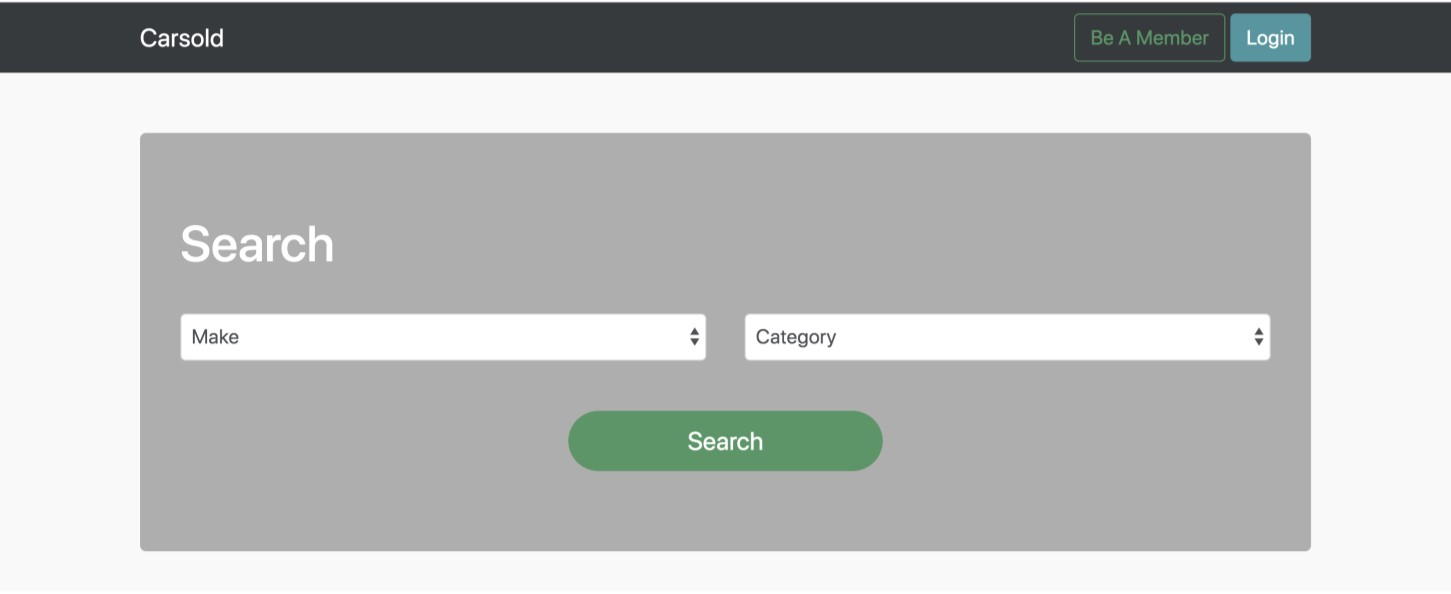 Carsold
Be A Member
Login
Search
Make
Category
Search